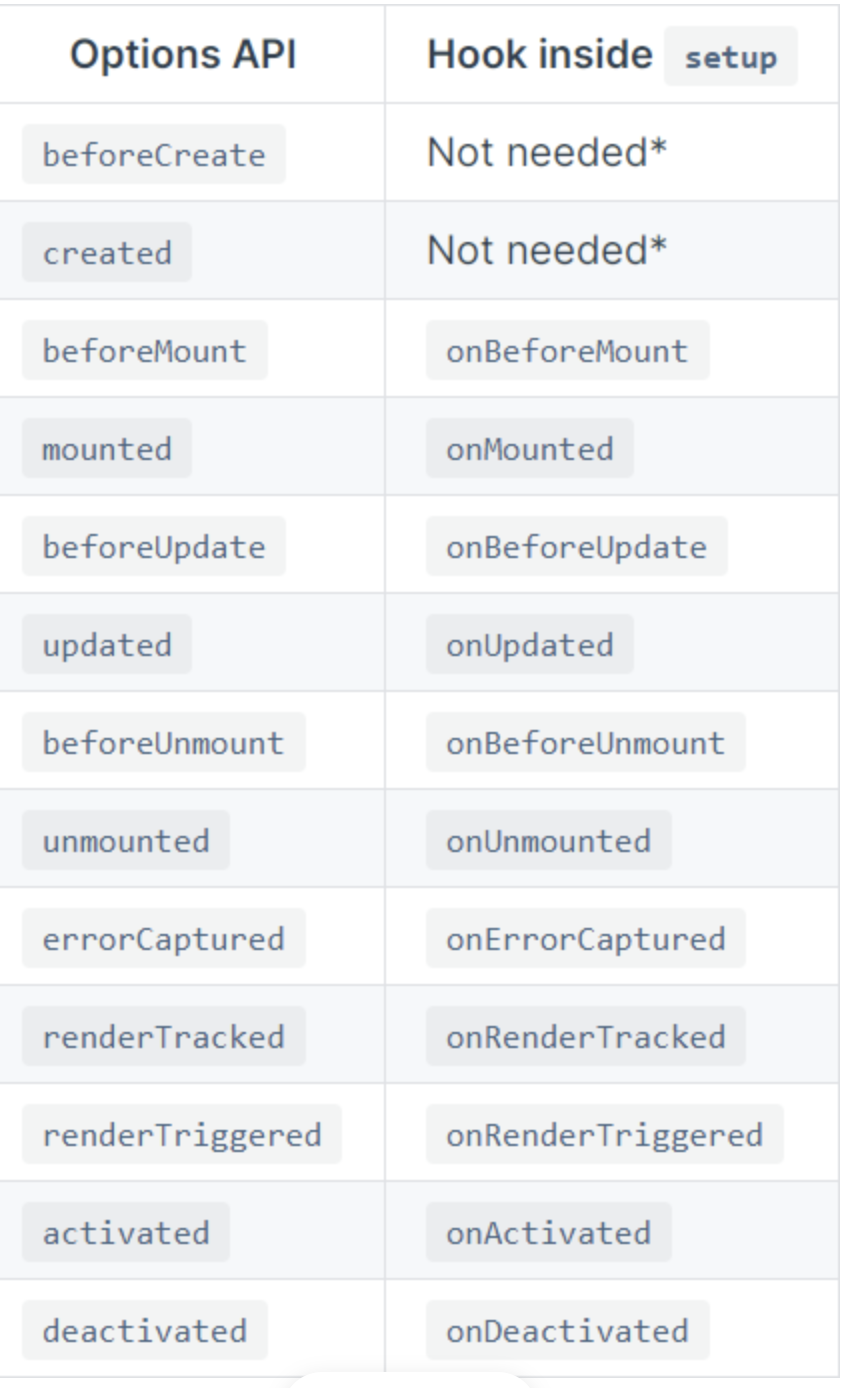 Options API Hook inside setup
beforeCreate Not needed*
created Not needed*
beforeMount onBeforeMount
mounted onMounted
beforeUpdate onBeforeUpdate
updated onUpdated
beforeUnmount onBeforeUnmount
unmounted onUnmounted
errorCaptured onErrorCaptured
renderTracked onRenderTracked
renderTriggered onRenderTriggered
activated onActivated
deactivated onDeactivated